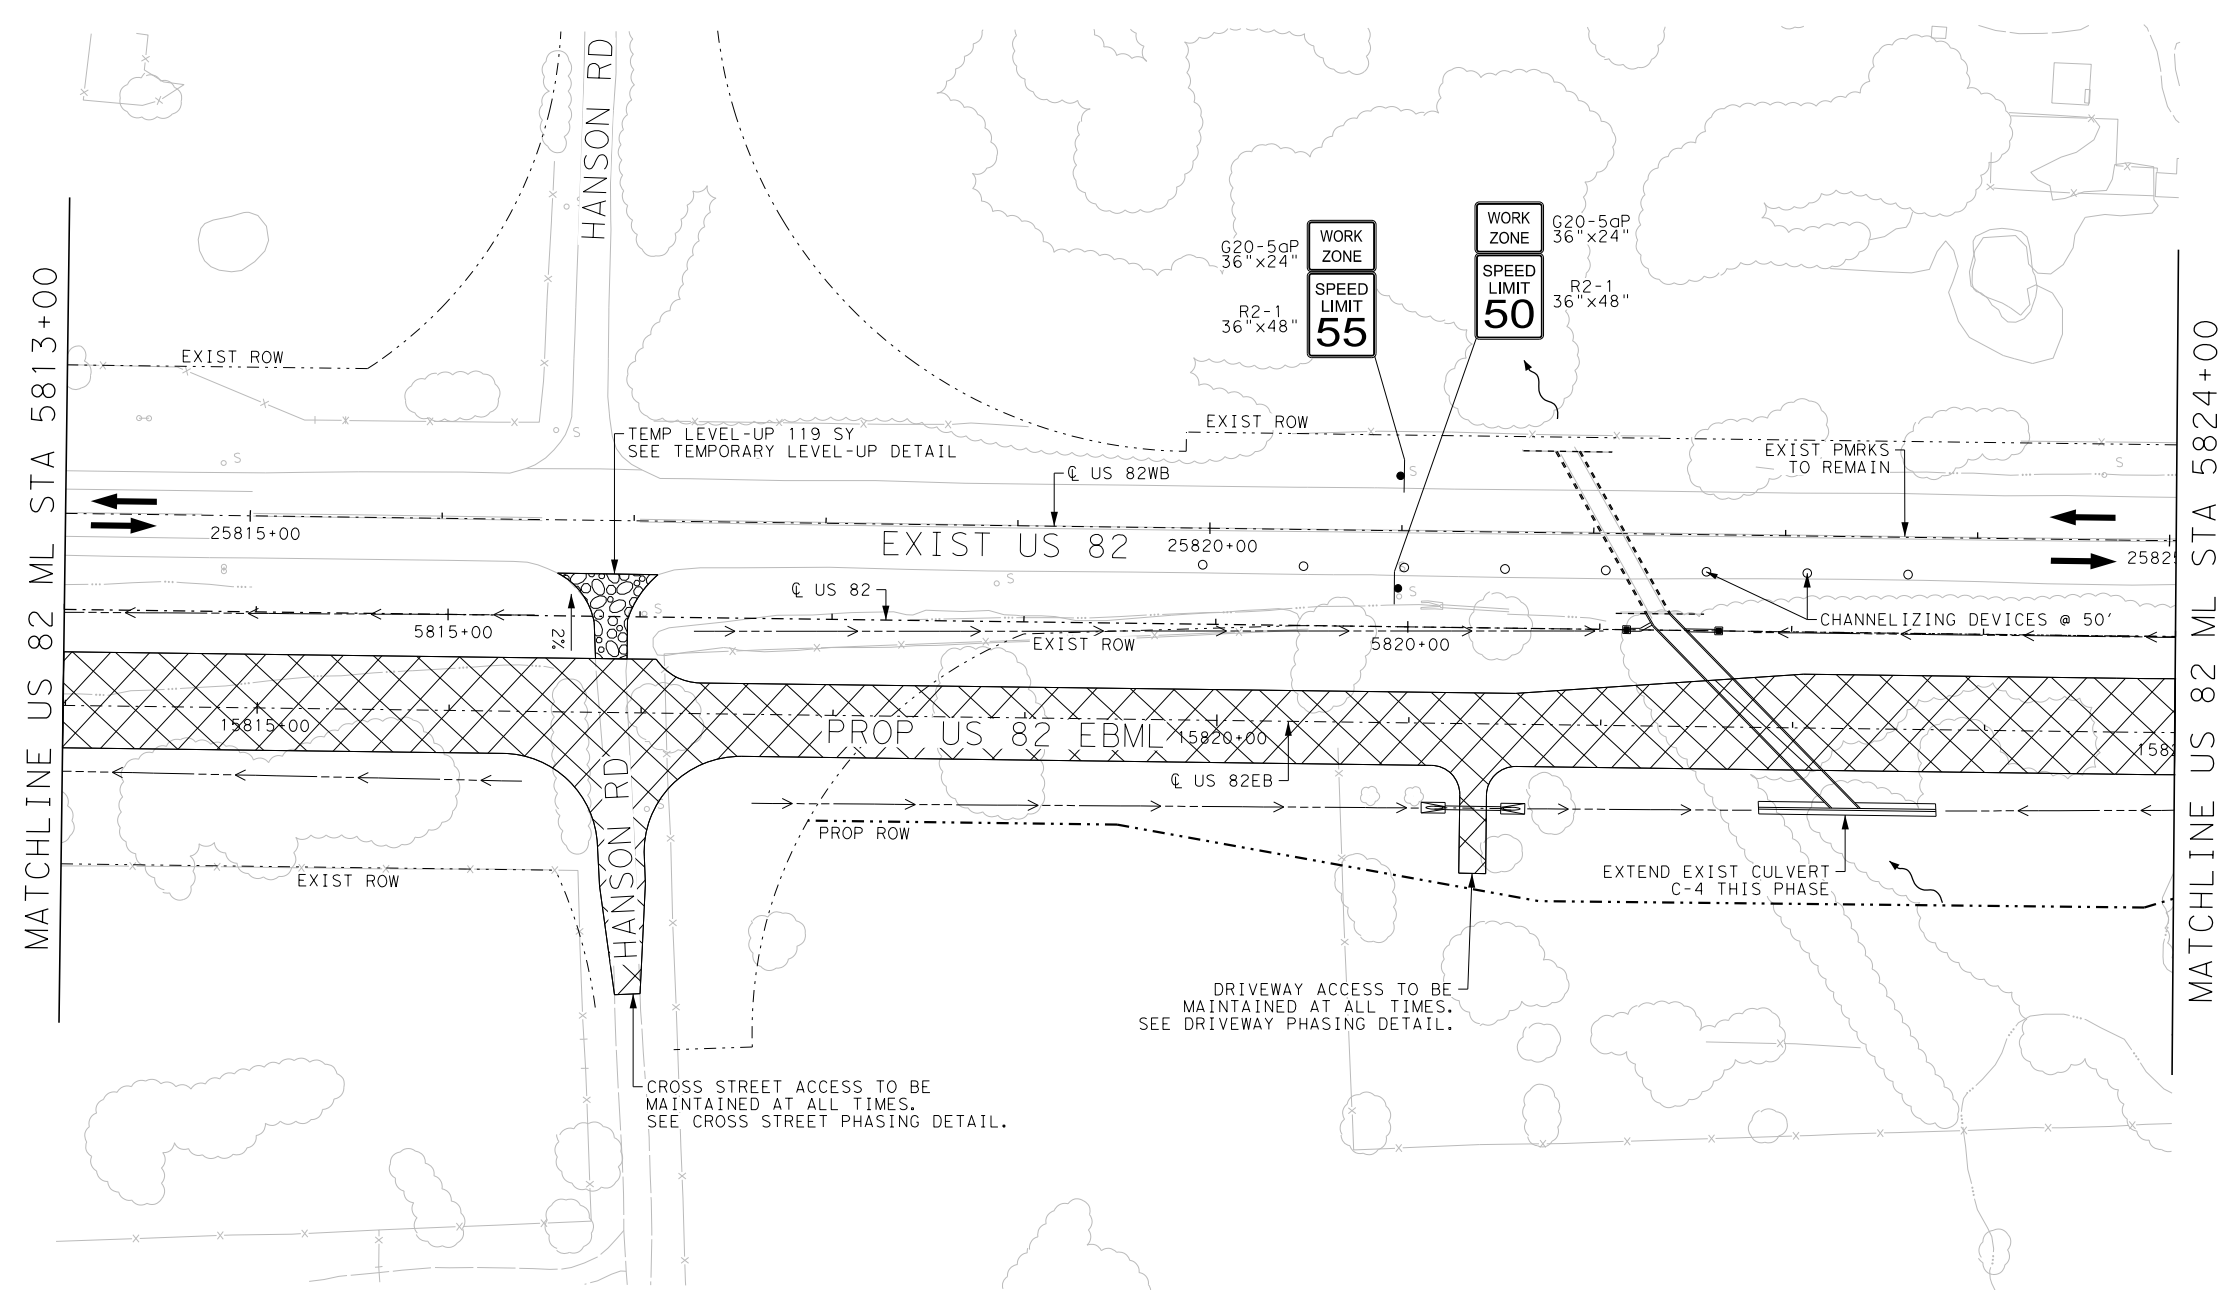 HANSON RD
WORK
ZONE
SPEED
LIMIT
55
G20-5aP
36"x24"
R2-1
36"x48"
WORK
ZONE
SPEED
LIMIT
50
G20-5aP
36"x24"
R2-1
36"x48"
MATCHLINE US 82 ML STA 5813+00
MATCHLINE US 82 ML STA 5824+00
EXIST ROW
EXIST ROW
TEMP LEVEL-UP 119 SY
SEE TEMPORARY LEVEL-UP DETAIL
℄ US 82WB
EXIST PMRKS
TO REMAIN
S
S
S
S
25815+00
EXIST US 82
25820+00
25825
℄ US 82
S
S
S
5815+00
2%
EXIST ROW
5820+00
CHANNELIZING DEVICES @ 50'
15815+00
PROP US 82 EBML
15820+00
1582
℄ US 82EB
HANSON RD
S
PROP ROW
EXIST ROW
EXTEND EXIST CULVERT
C-4 THIS PHASE
DRIVEWAY ACCESS TO BE
MAINTAINED AT ALL TIMES.
SEE DRIVEWAY PHASING DETAIL.
CROSS STREET ACCESS TO BE
MAINTAINED AT ALL TIMES.
SEE CROSS STREET PHASING DETAIL.